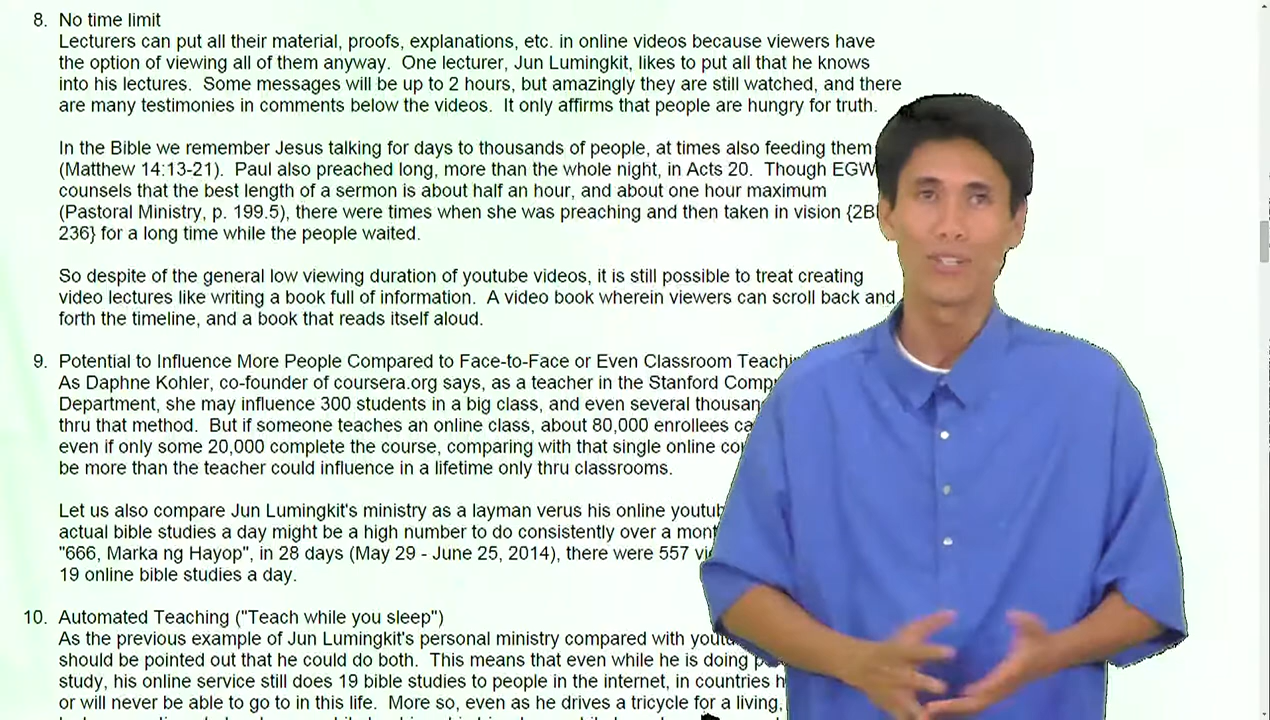 8. No time limit
Lecturers can put all their material, proofs, explanations, etc. in online videos because viewers have
the option of viewing all of them anyway. One lecturer, Jun Lumingkit, likes to put all that he knows
into his lectures. Some messages will be up to 2 hours, but amazingly they are still watched, and there
are many testimonies in comments below the videos. It only affirms that people are hungry for truth.
In the Bible we remember Jesus talking for days to thousands of people, at times also feeding them
(Matthew 14:13-21). Paul also preached long, more than the whole night, in Acts 20. Though EGW
counsels that the best length of a sermon is about half an hour, and about one hour maximum
(Pastoral Ministry, p. 199.5), there were times when she was preaching and then taken in vision {2B
236} for a long time while the people waited.
So despite of the general low viewing duration of youtube videos, it is still possible to treat creating
video lectures like writing a book full of information. A video book wherein viewers can scroll back and
forth the timeline, and a book that reads itself aloud.
9. Potential to Influence More People Compared to Face-to-Face or Even Classroom
As Daphne Kohler, co-founder of coursera.org says, as a teacher in the Stanford
Department, she may influence 300 students in a big class, and even several
thru that method. But if someone teaches an online class, about 80,000 enrollees
even if only some 20,000 complete the course, comparing with that single online
be more than the teacher could influence in a lifetime only thru classrooms.
Let us also compare Jun Lumingkit's ministry as a layman verus his online
actual bible studies a day might be a high number to do consistently over a
"666, Marka ng Hayop", in 28 days (May 29 - June 25, 2014), there were 557
19 online bible studies a day.
10. Automated Teaching ("Teach while you sleep")
As the previous example of Jun Lumingkit's personal ministry compared with
should be pointed out that he could do both. This means that even while he is doing
study, his online service still does 19 bible studies to people in the internet, in countries
or will never be able to go to in this life. More so, even as he drives a tricycle for a living,